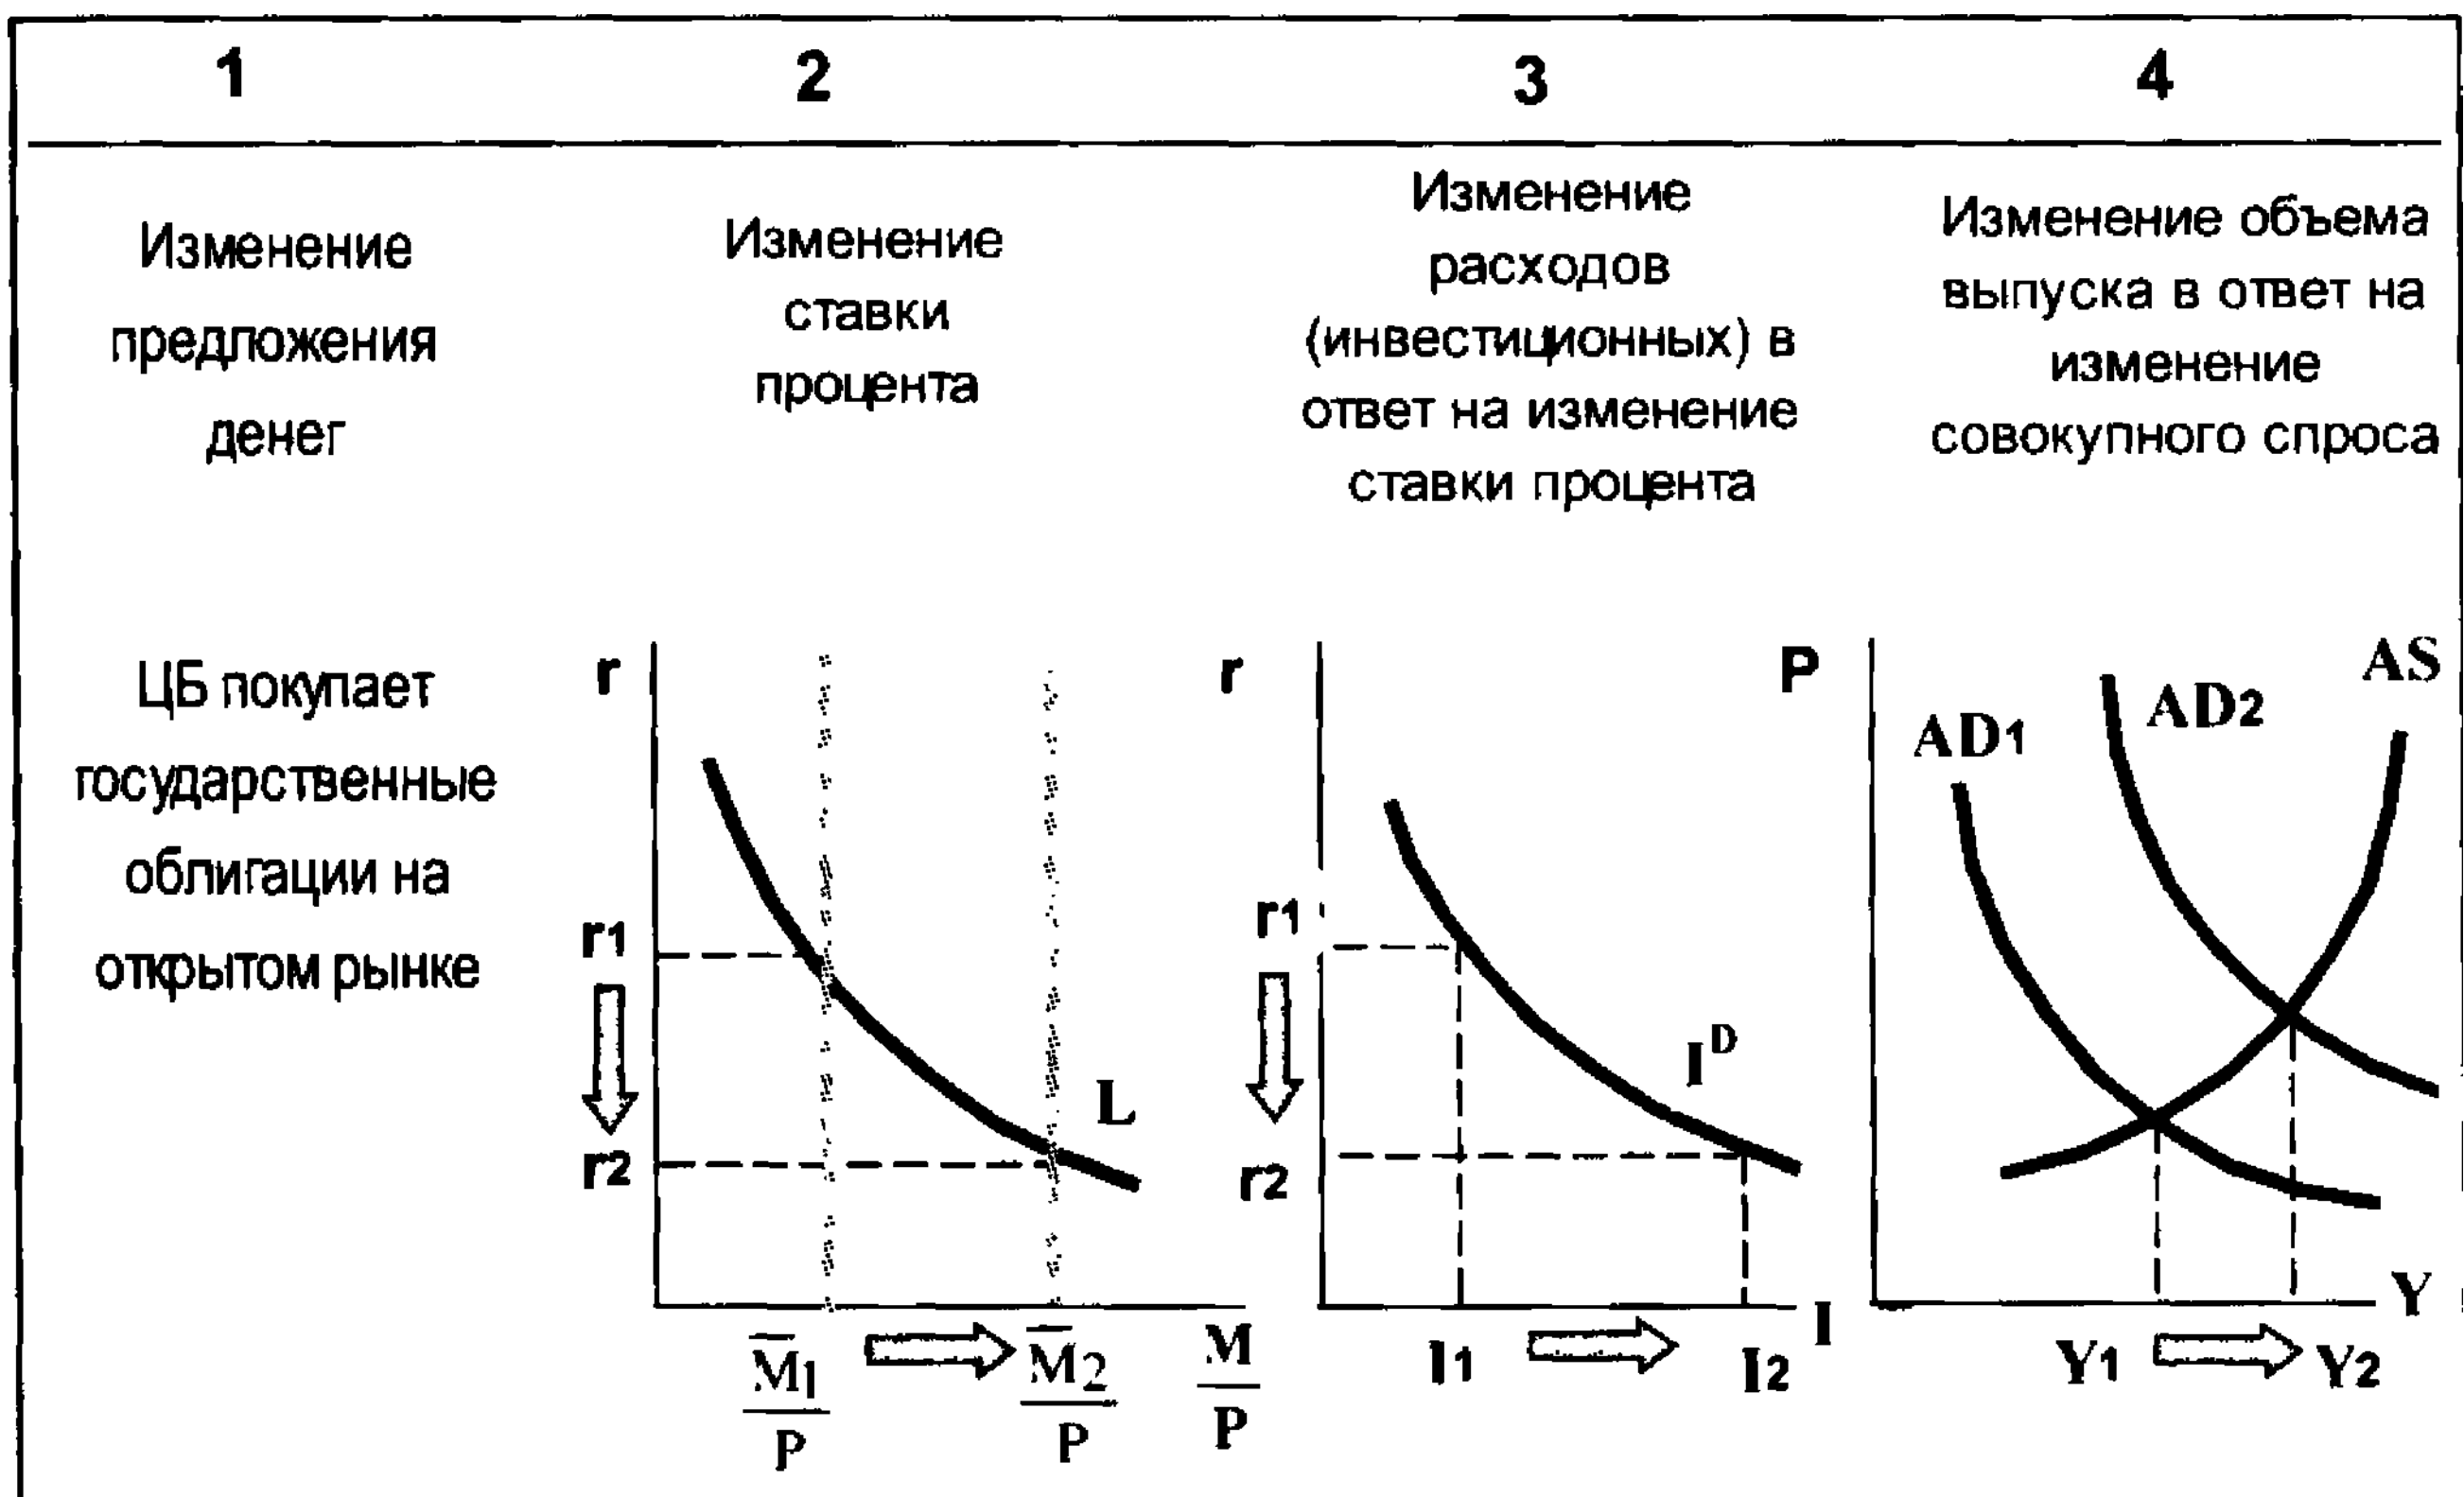 1
2
3
4
Изменение
предложения
денег
Изменение
ставки
процента
Изменение
расходов
(инвестиционных) в
ответ на изменение
ставки процента
Изменение объема
выпуска в ответ на
изменение
совокупного спроса
ЦБ покупает
государственные
облигации на
открытом рынке
r
r1
r2
L
M̅1
P
M̅2
P
M
P
r
r1
r2
I^D
I1
I2
I
P
AD1
AD2
AS
Y
Y1
Y2